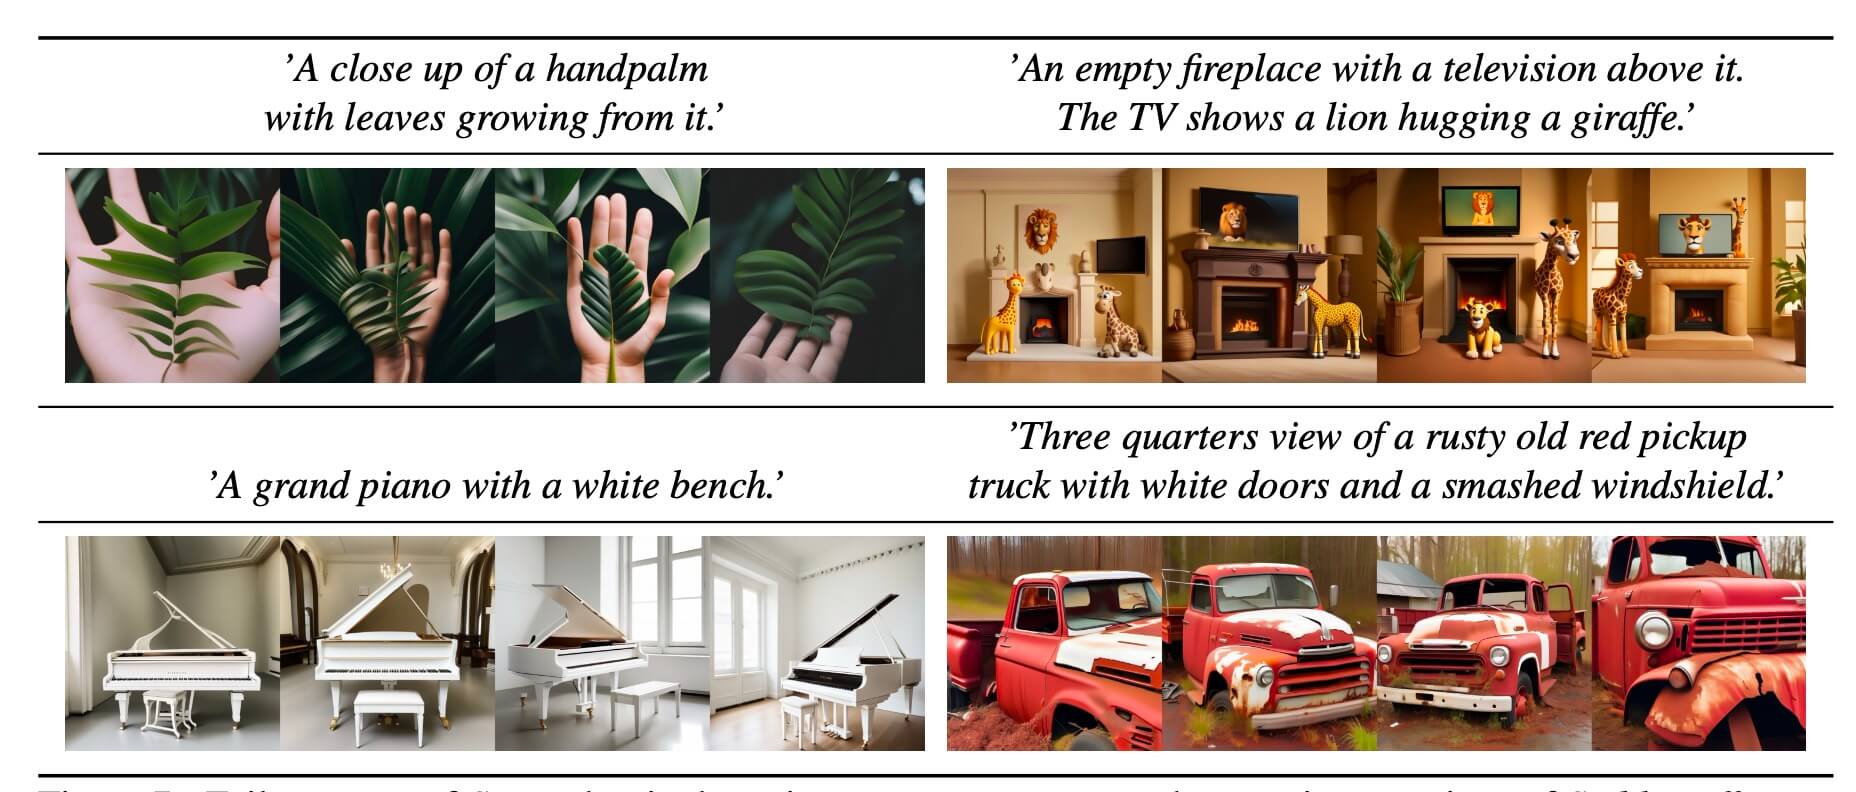 ’A close up of a handpalm
with leaves growing from it.’
’An empty fireplace with a television above it.
The TV shows a lion hugging a giraffe.’
’A grand piano with a white bench.’
’Three quarters view of a rusty old red pickup
truck with white doors and a smashed windshield.’